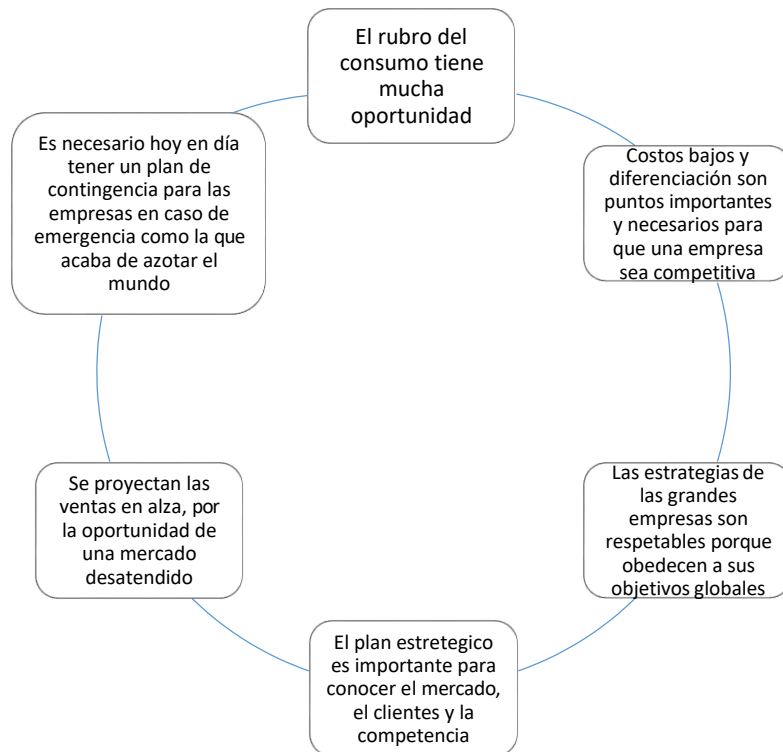 El rubro del
consumo tiene
mucha
oportunidad
Costos bajos y
diferenciación son
puntos importantes
y necesarios para
que una empresa
sea competitiva
Las estrategias de
las grandes
empresas son
respetables porque
obedecen a sus
objetivos globales
El plan estretegico
es importante para
conocer el mercado,
el clientes y la
competencia
Se proyectan las
ventas en alza, por
la oportunidad de
una mercado
desatendido
Es necesario hoy en día
tener un plan de
contingencia para las
empresas en caso de
emergencia como la que
acaba de azotar el
mundo